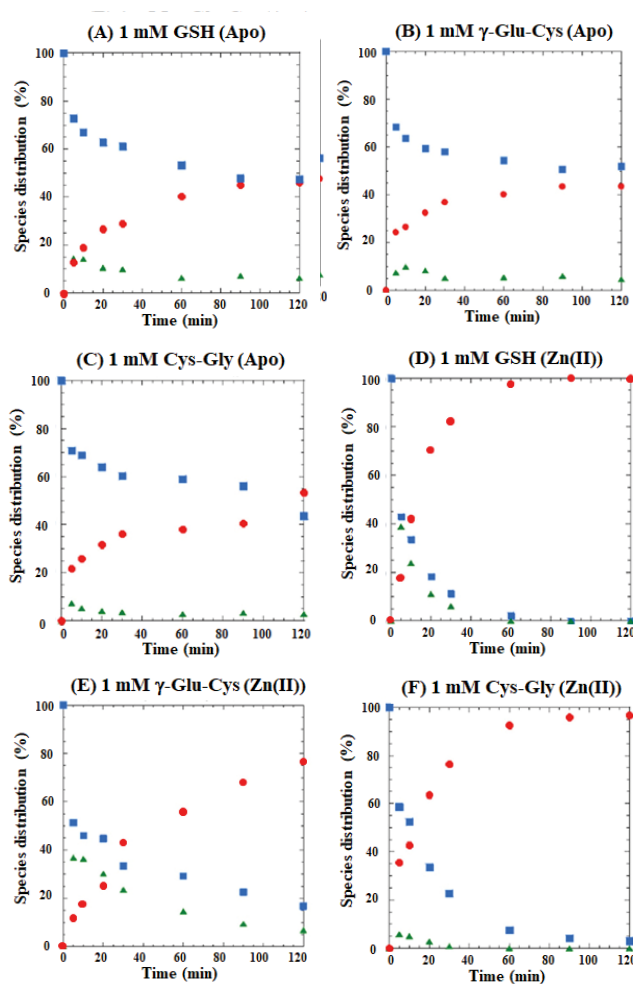 (A) 1 mM GSH (Apo)
Species distribution (%)
100
80
60
40
20
0
0 20 40 60 80 100 120
Time (min)
(B) 1 mM γ-Glu-Cys (Apo)
Species distribution (%)
100
80
60
40
20
0
0 20 40 60 80 100 120
Time (min)
(C) 1 mM Cys-Gly (Apo)
Species distribution (%)
100
80
60
40
20
0
0 20 40 60 80 100 120
Time (min)
(D) 1 mM GSH (Zn(II))
Species distribution (%)
100
80
60
40
20
0
0 20 40 60 80 100 120
Time (min)
(E) 1 mM γ-Glu-Cys (Zn(II))
Species distribution (%)
100
80
60
40
20
0
0 20 40 60 80 100 120
Time (min)
(F) 1 mM Cys-Gly (Zn(II))
Species distribution (%)
100
80
60
40
20
0
0 20 40 60 80 100 120
Time (min)